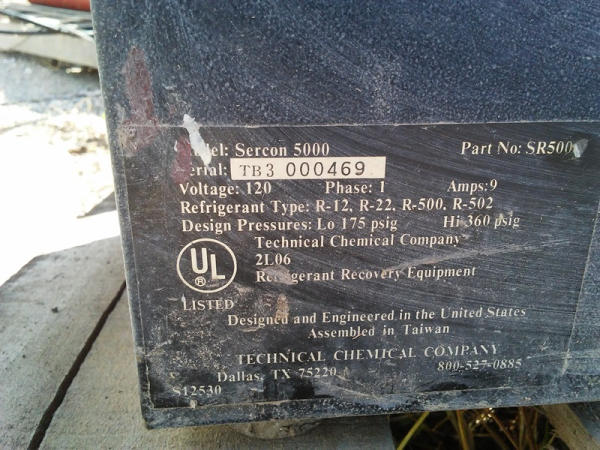 Model: Sercon 5000 Part No: SR500
Serial: TB3 000469
Voltage: 120 Phase: 1 Amps: 9
Refrigerant Type: R-12, R-22, R-500, R-502
Design Pressures: Lo 175 psig Hi 360 psig
UL ® LISTED
Technical Chemical Company
2L06
Refrigerant Recovery Equipment
Designed and Engineered in the United States
Assembled in Taiwan
TECHNICAL CHEMICAL COMPANY
Dallas, TX 75220 800-527-0885
S12530